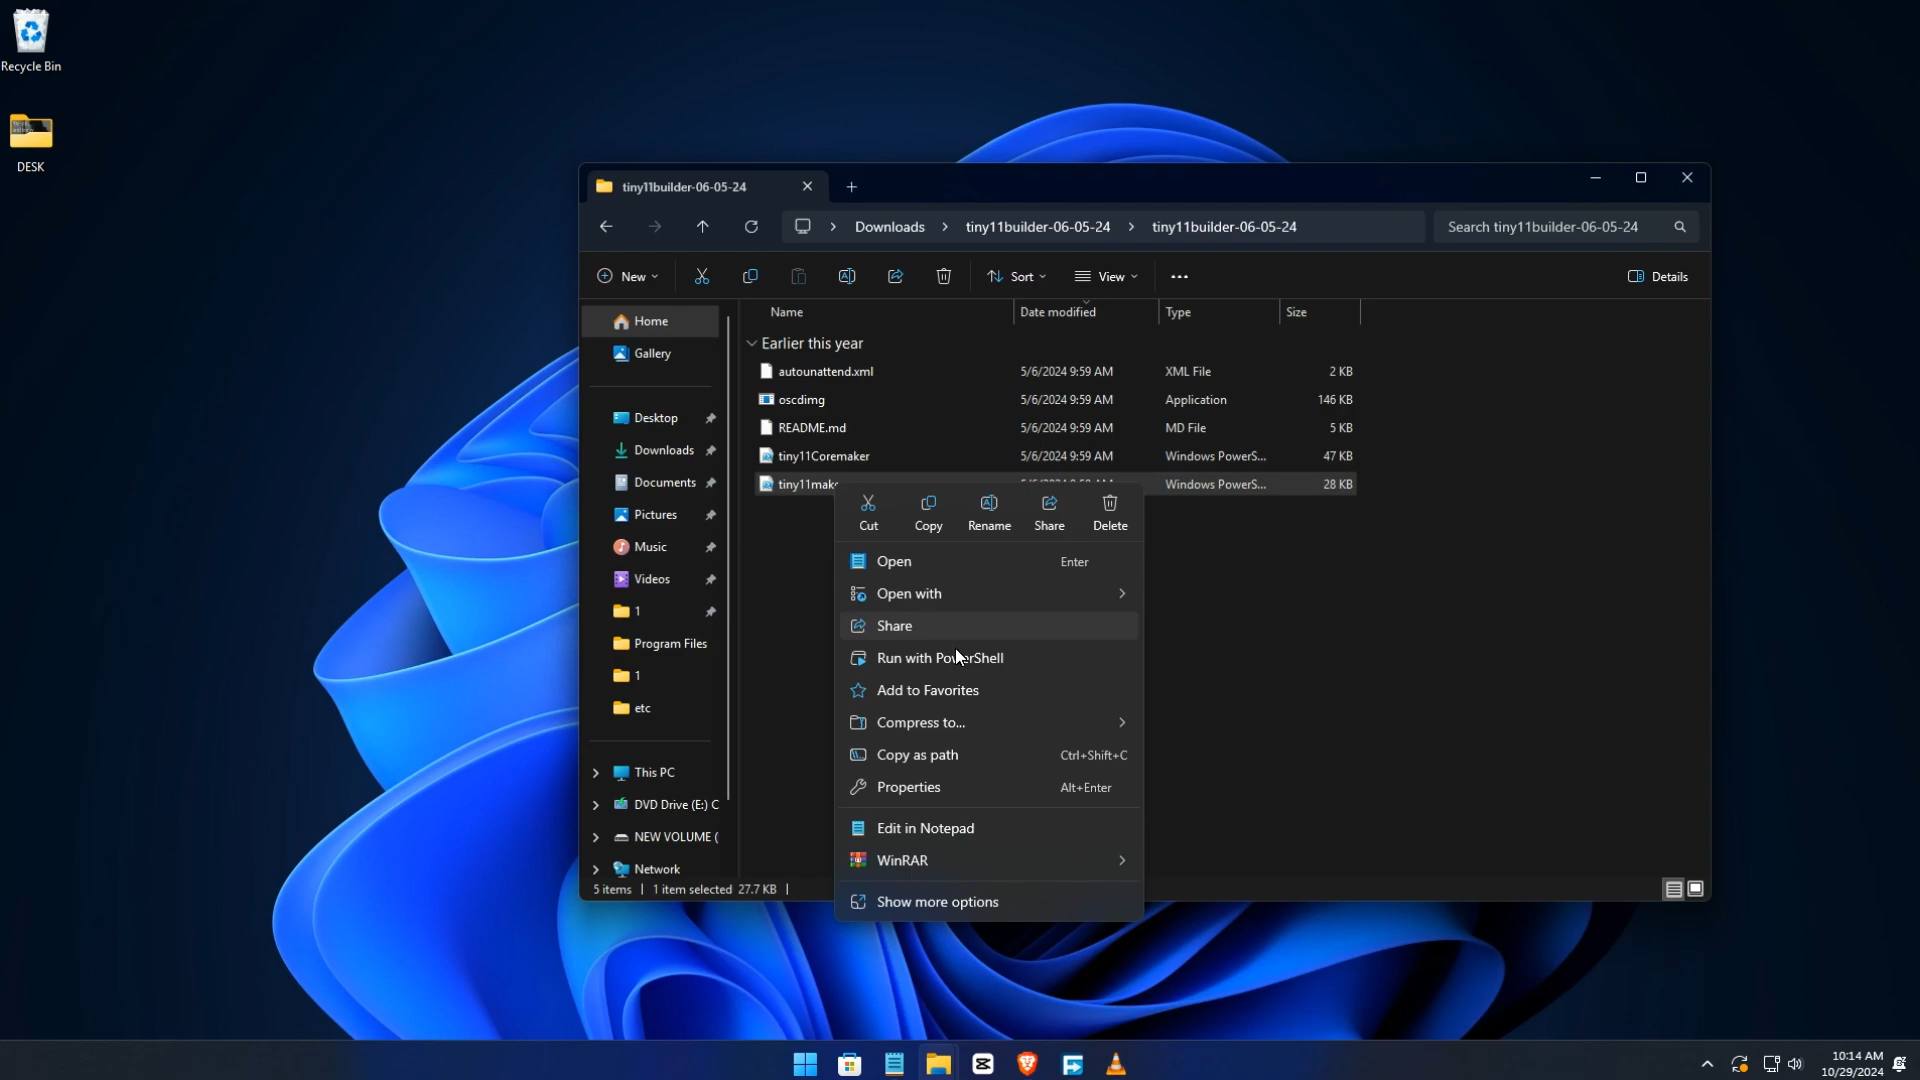 Recycle Bin
DESK
tiny11builder-06-05-24
Downloads
tiny11builder-06-05-24
tiny11builder-06-05-24
Search tiny11builder-06-05-24
New
Sort
View
Details
Home
Gallery
Desktop
Downloads
Documents
Pictures
Music
Videos
1
Program Files
1
etc
This PC
DVD Drive (E:) C
NEW VOLUME (
Network
Name Date modified Type Size
Earlier this year
autounattend.xml 5/6/2024 9:59 AM XML File 2 KB
oscdimg 5/6/2024 9:59 AM Application 146 KB
README.md 5/6/2024 9:59 AM MD File 5 KB
tiny11Coremaker 5/6/2024 9:59 AM Windows PowerS... 47 KB
tiny11make Windows PowerS... 28 KB
Cut Copy Rename Share Delete
Open Enter
Open with
Share
Run with PowerShell
Add to Favorites
Compress to...
Copy as path Ctrl+Shift+C
Properties Alt+Enter
Edit in Notepad
WinRAR
Show more options
5 items 1 item selected 27.7 KB
10:14 AM
10/29/2024